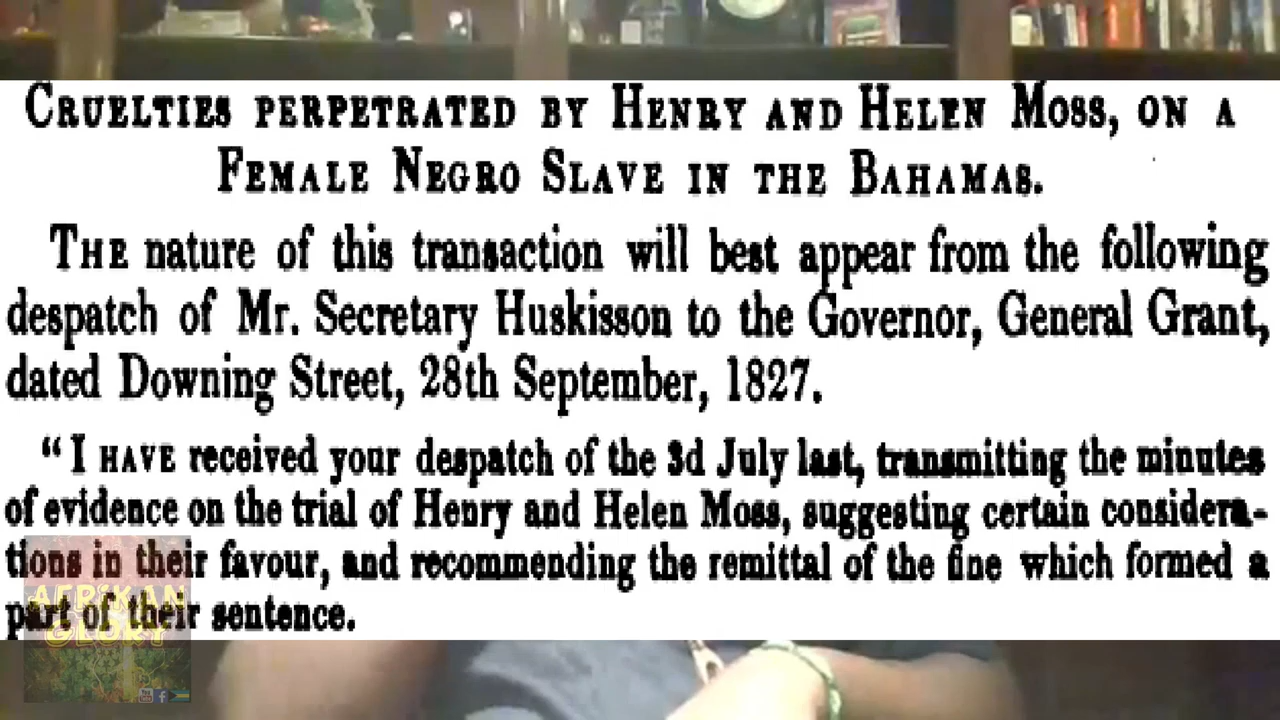 CRUELTIES PERPETRATED BY HENRY AND HELEN MOSS, ON A
FEMALE NEGRO SLAVE IN THE BAHAMAS.
THE nature of this transaction will best appear from the following
despatch of Mr. Secretary Huskisson to the Governor, General Grant,
dated Downing Street, 28th September, 1827.
“I HAVE received your despatch of the 3d July last, transmitting the minutes
of evidence on the trial of Henry and Helen Moss, suggesting certain considera-
tions in their favour, and recommending the remittal of the fine which formed a
part of their sentence.
AFRIKAN
GLORY